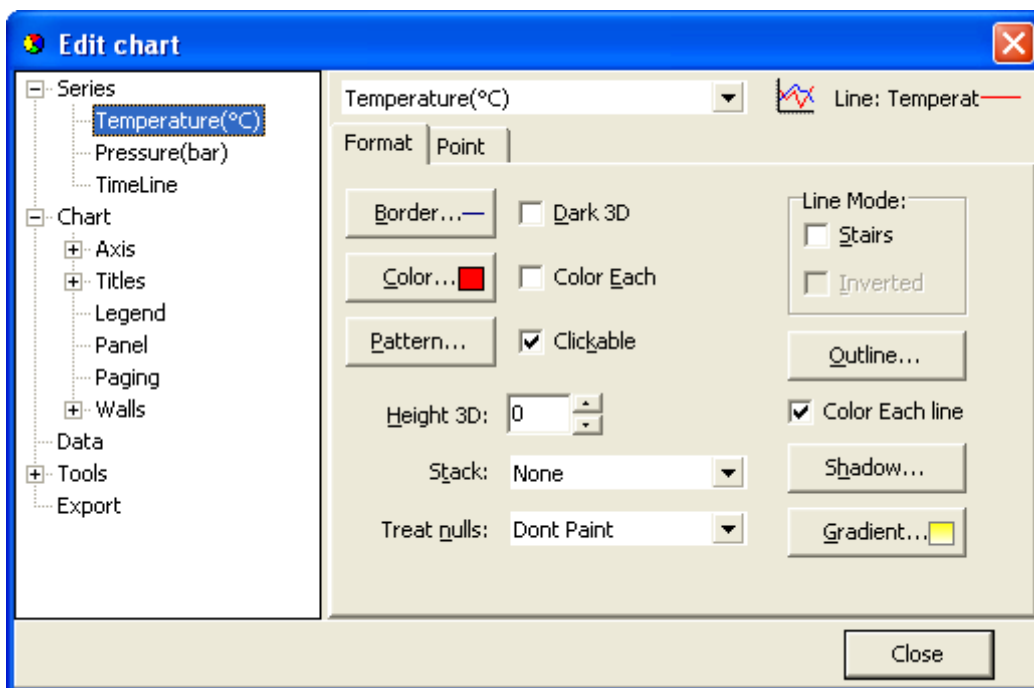 Edit chart
Series
Temperature(°C)
Pressure(bar)
TimeLine
Chart
Axis
Titles
Legend
Panel
Paging
Walls
Data
Tools
Export
Temperature(°C)
Line: Temperat
Format
Point
Border...
Dark 3D
Color...
Color Each
Pattern...
Clickable
Height 3D: 0
Stack: None
Treat nulls: Dont Paint
Line Mode:
Stairs
Inverted
Outline...
Color Each line
Shadow...
Gradient...
Close